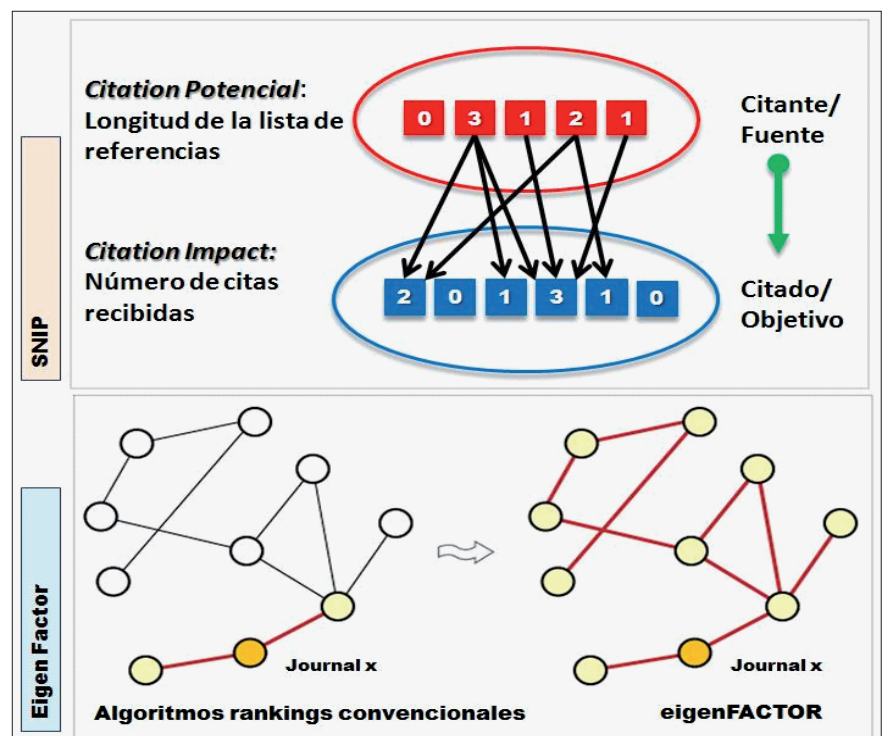 SNIP
Citation Potencial:
Longitud de la lista de
referencias
0 3 1 2 1
Citante/
Fuente
Citation Impact:
Número de citas
recibidas
2 0 1 3 1 0
Citado/
Objetivo
Eigen Factor
Journal x
Algoritmos rankings convencionales
Journal x
eigenFACTOR